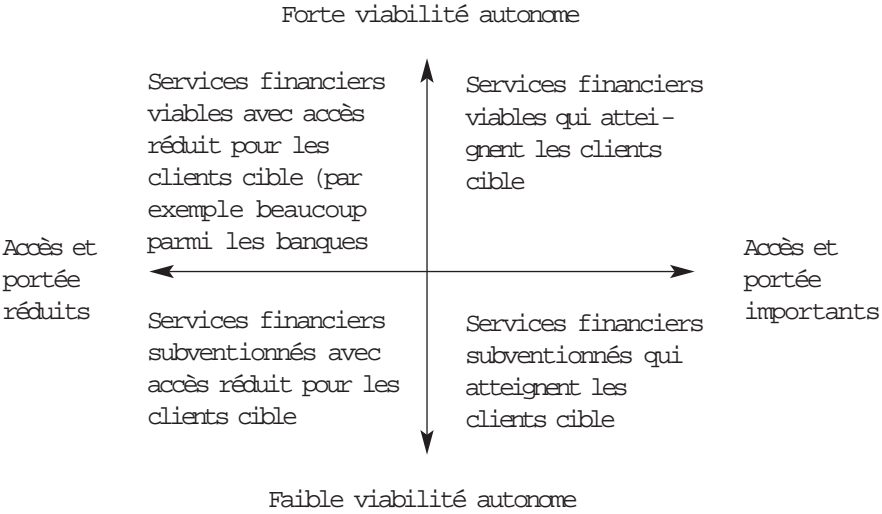 Forte viabilité autonome
Services financiers
viables avec accès
réduit pour les
clients cible (par
exemple beaucoup
parmi les banques
Services financiers
viables qui attei-
gnent les clients
cible
Accès et
portée
réduits
Accès et
portée
importants
Services financiers
subventionnés avec
accès réduit pour les
clients cible
Services financiers
subventionnés qui
atteignent les
clients cible
Faible viabilité autonome